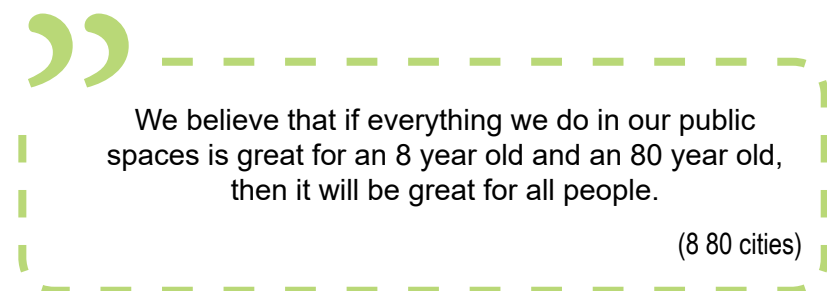 ”
We believe that if everything we do in our public
spaces is great for an 8 year old and an 80 year old,
then it will be great for all people.
(8 80 cities)